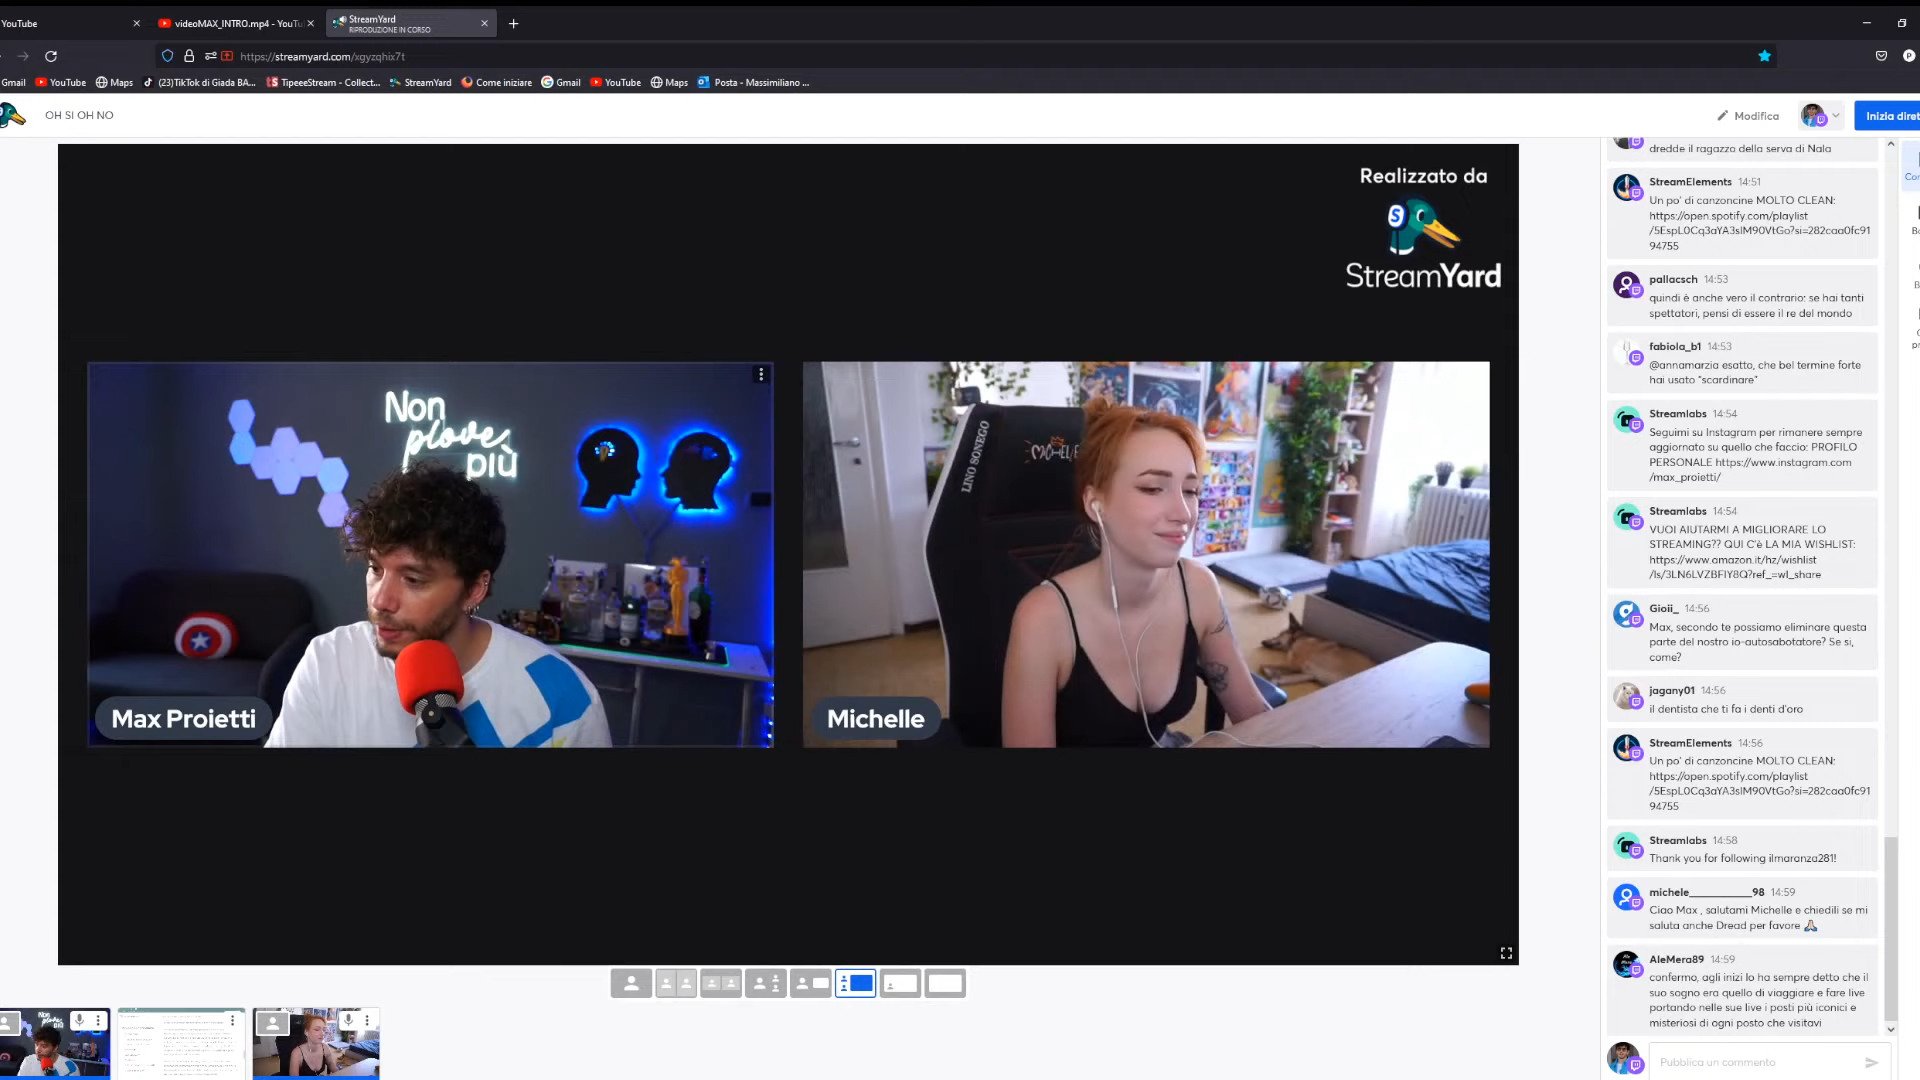 YouTube
videoMAX_INTRO.mp4 - YouTu
StreamYard
RIPRODUZIONE IN CORSO
https://streamyard.com/xgyzqhix7t
Gmail
YouTube
Maps
(23)TikTok di Giada BA...
TipeeeStream - Collect...
StreamYard
Come iniziare
Gmail
YouTube
Maps
Posta - Massimiliano ...
OH SI OH NO
Modifica
Inizia diret
Realizzato da
StreamYard
Non
piove
più
LINO SONEGO
Max Proietti
Michelle
dredde il ragazzo della serva di Nala
StreamElements 14:51
Un po' di canzoncine MOLTO CLEAN:
https://open.spotify.com/playlist
/5EspL0Cq3aYA3sIM90VtGo?si=282caa0fc91
94755
pallacsch 14:53
quindi è anche vero il contrario: se hai tanti
spettatori, pensi di essere il re del mondo
fabiola_b1 14:53
@annamarzia esatto, che bel termine forte
hai usato "scardinare"
Streamlabs 14:54
Seguimi su Instagram per rimanere sempre
aggiornato su quello che faccio: PROFILO
PERSONALE https://www.instagram.com
/max_proietti/
Streamlabs 14:54
VUOI AIUTARMI A MIGLIORARE LO
STREAMING?? QUI C'è LA MIA WISHLIST:
https://www.amazon.it/hz/wishlist
/ls/3LN6LVZBFIY8Q?ref_=wl_share
Gioii_ 14:56
Max, secondo te possiamo eliminare questa
parte del nostro io-autosabotatore? Se si,
come?
jagany01 14:56
il dentista che ti fa i denti d'oro
StreamElements 14:56
Un po' di canzoncine MOLTO CLEAN:
https://open.spotify.com/playlist
/5EspL0Cq3aYA3sIM90VtGo?si=282caa0fc91
94755
Streamlabs 14:58
Thank you for following ilmaranza281!
michele___________98 14:59
Ciao Max , salutami Michelle e chiedili se mi
saluta anche Dread per favore 🙏🏻
AleMera89 14:59
confermo, agli inizi lo ha sempre detto che il
suo sogno era quello di viaggiare e fare live
portando nelle sue live i posti più iconici e
misteriosi di ogni posto che visitavi
Pubblica un commento